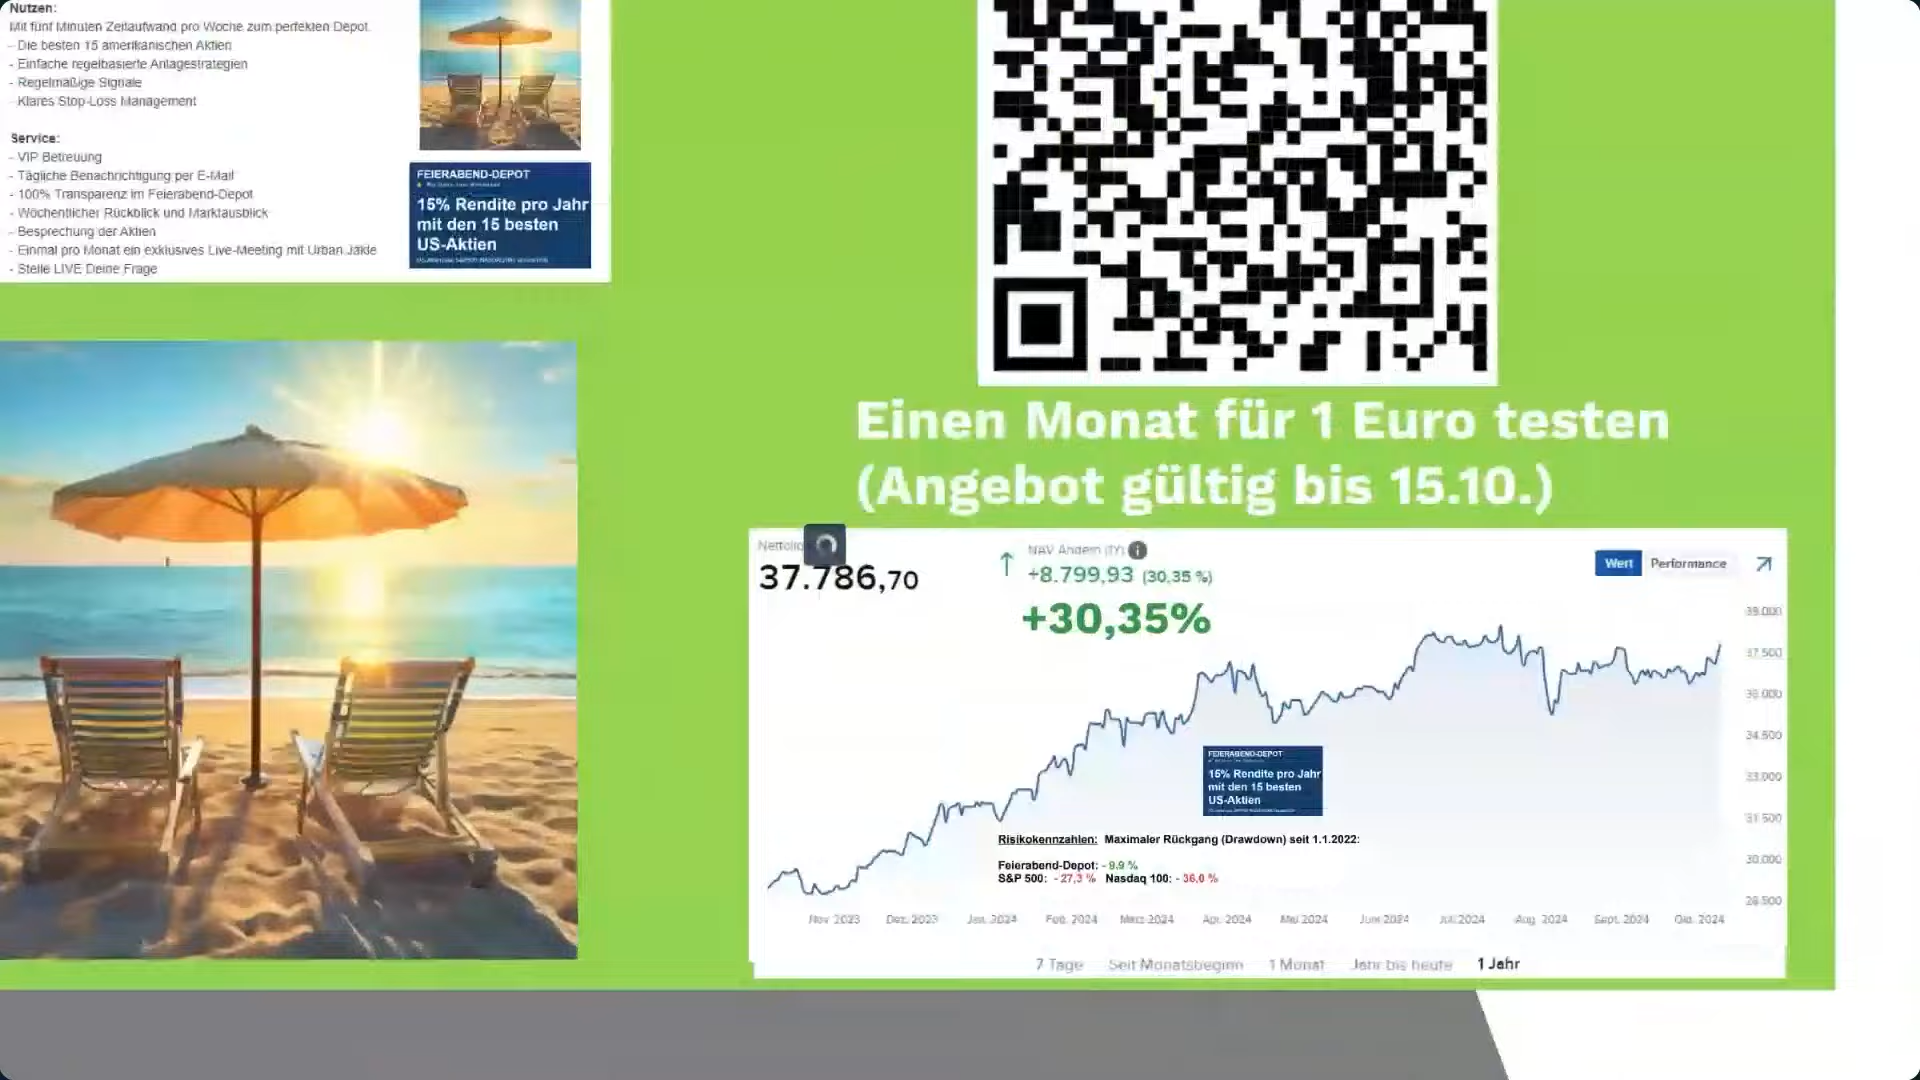 Nutzen:
Mit fünf Minuten Zeitaufwand pro Woche zum perfekten Depot.
- Die besten 15 amerikanischen Aktien
- Einfache regelbasierte Anlagestrategien
- Regelmäßige Signale
- Klares Stop-Loss Management
Service:
- VIP Betreuung
- Tägliche Benachrichtigung per E-Mail
- 100% Transparenz im Feierabend-Depot
- Wöchentlicher Rückblick und Marktausblick
- Besprechung der Aktien
- Einmal pro Monat ein exklusives Live-Meeting mit Urban Jäkle
- Stelle LIVE Deine Frage
FEIERABEND-DEPOT
15% Rendite pro Jahr
mit den 15 besten
US-Aktien
Einen Monat für 1 Euro testen
(Angebot gültig bis 15.10.)
37.786,70
NAV Ändern (1Y)
+8.799,93 (30,35 %)
+30,35%
Wert Performance
39.000
37.500
36.000
34.500
33.000
31.500
30.000
28.500
FEIERABEND-DEPOT
15% Rendite pro Jahr
mit den 15 besten
US-Aktien
Risikokennzahlen: Maximaler Rückgang (Drawdown) seit 1.1.2022:
Feierabend-Depot: - 9,9 %
S&P 500: - 27,3 % Nasdaq 100: - 36,0 %
Nov. 2023 Dez. 2023 Jan. 2024 Feb. 2024 März 2024 Apr. 2024 Mai 2024 Juni 2024 Juli 2024 Aug. 2024 Sept. 2024 Okt. 2024
7 Tage Seit Monatsbeginn 1 Monat Jahr bis heute 1 Jahr